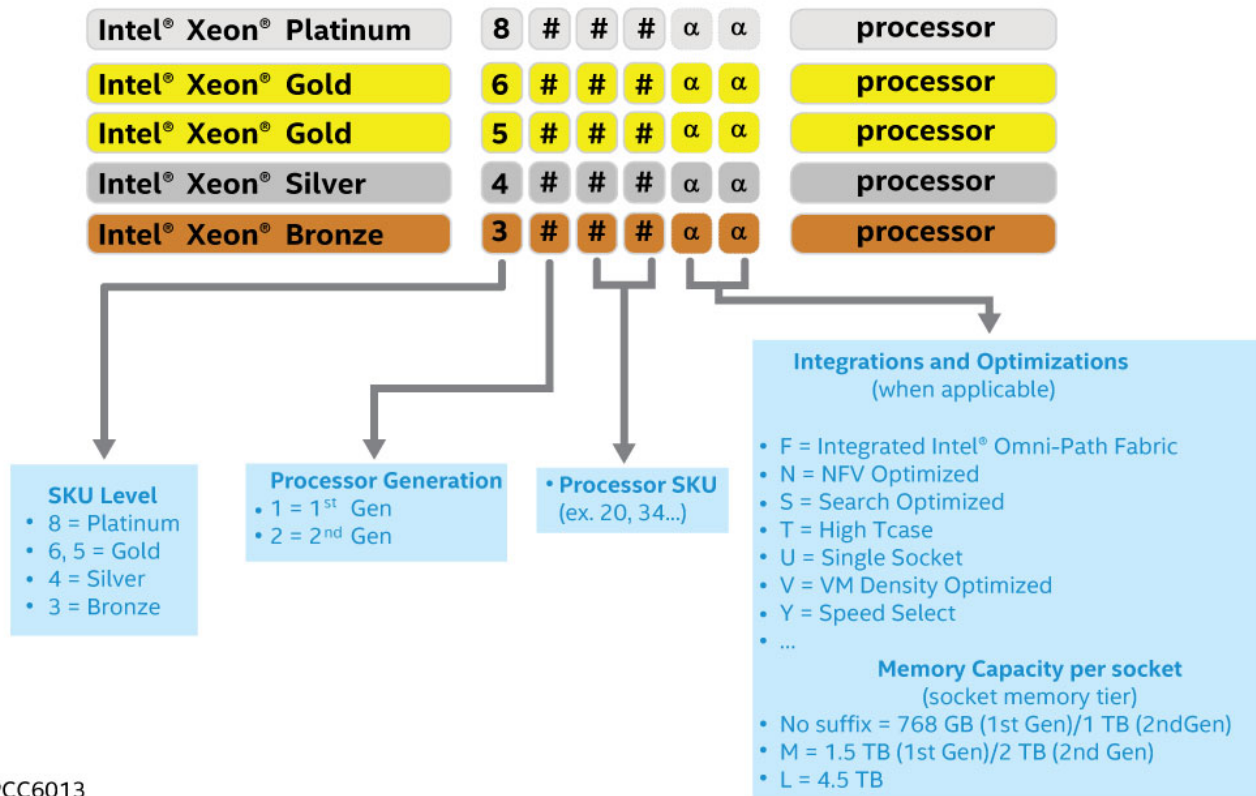 Intel® Xeon® Platinum 8 # # # α α processor
Intel® Xeon® Gold 6 # # # α α processor
Intel® Xeon® Gold 5 # # # α α processor
Intel® Xeon® Silver 4 # # # α α processor
Intel® Xeon® Bronze 3 # # # α α processor
SKU Level
• 8 = Platinum
• 6, 5 = Gold
• 4 = Silver
• 3 = Bronze
Processor Generation
• 1 = 1st Gen
• 2 = 2nd Gen
• Processor SKU
(ex. 20, 34...)
Integrations and Optimizations
(when applicable)
• F = Integrated Intel® Omni-Path Fabric
• N = NFV Optimized
• S = Search Optimized
• T = High Tcase
• U = Single Socket
• V = VM Density Optimized
• Y = Speed Select
• ...
Memory Capacity per socket
(socket memory tier)
• No suffix = 768 GB (1st Gen)/1 TB (2ndGen)
• M = 1.5 TB (1st Gen)/2 TB (2nd Gen)
• L = 4.5 TB
CC6013